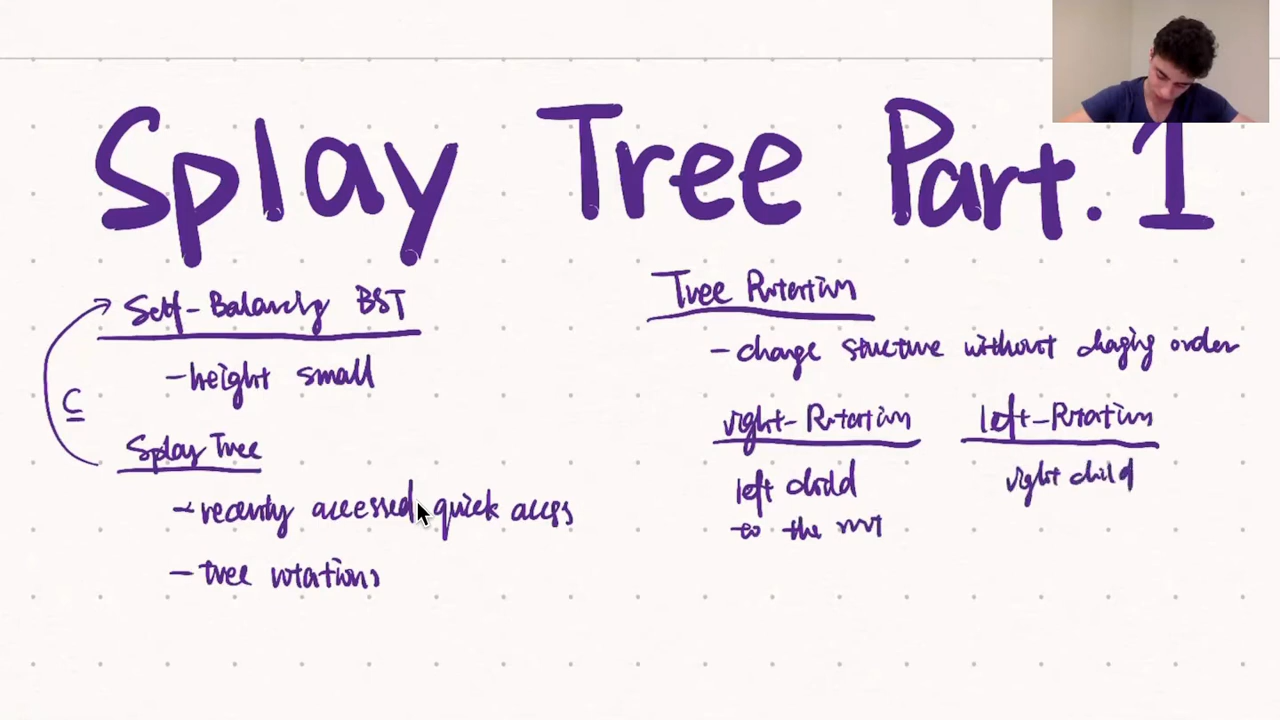 Splay Tree Part. 1
Self-Balancing BST
-height small
⊆
Splay Tree
-recently accessed quick access
-tree rotations
Tree Rotation
-change structure without changing order
right-Rotation
left child
to the root
left-Rotation
right child